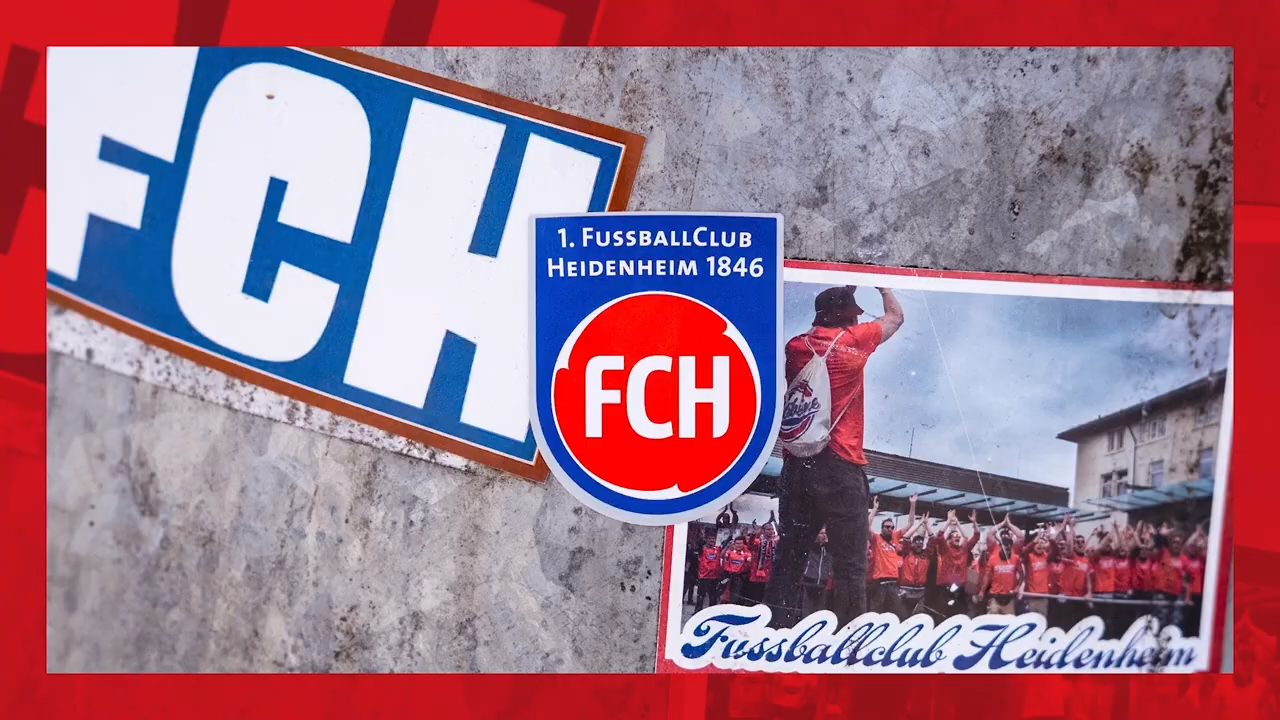 FCH
1. FUSSBALLCLUB
HEIDENHEIM 1846
FCH
Fussballclub Heidenheim